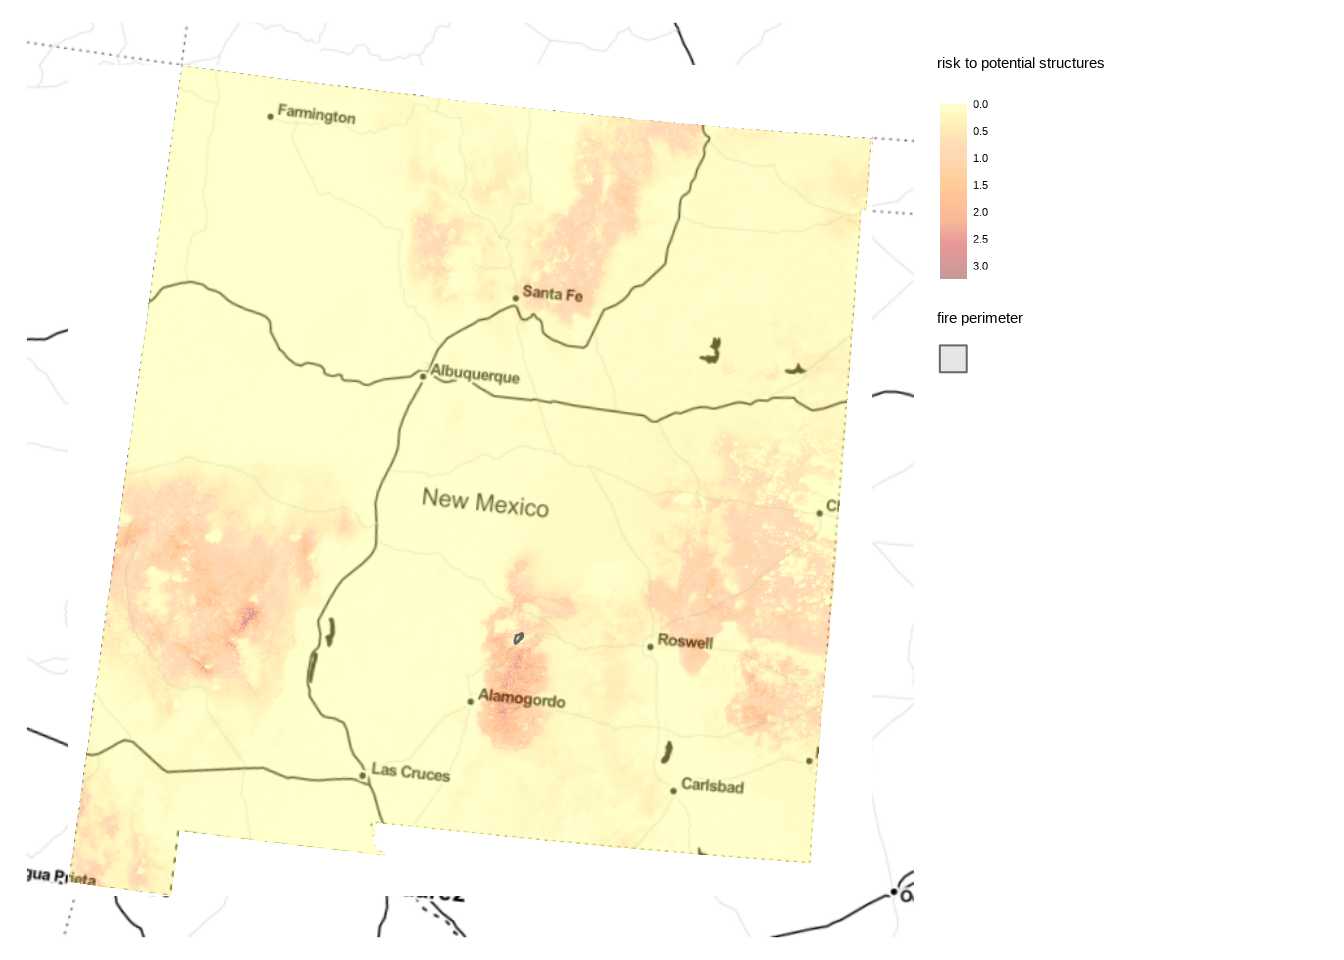 risk to potential structures
0.0
0.5
1.0
1.5
2.0
2.5
3.0
fire perimeter
Farmington
Santa Fe
Albuquerque
New Mexico
Roswell
Alamogordo
Las Cruces
Carlsbad
gua Prieta